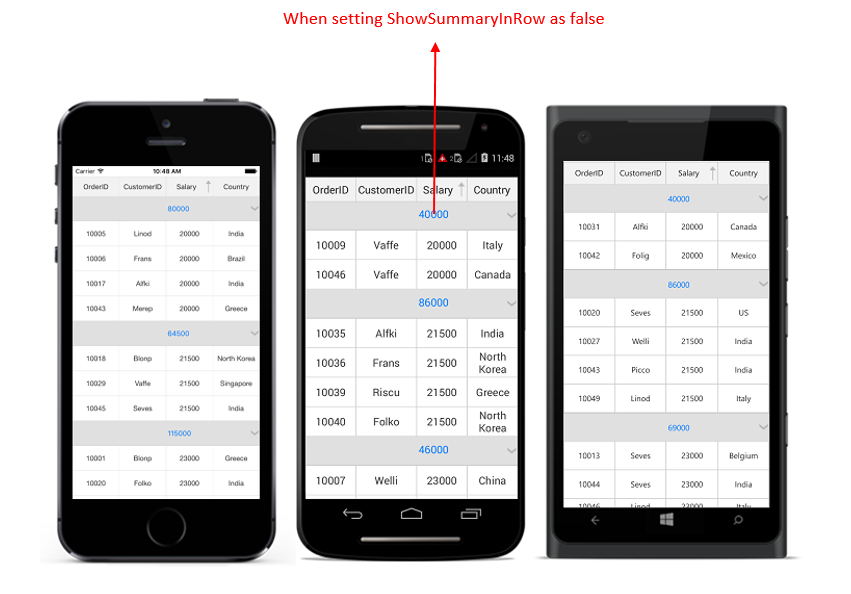 When setting ShowSummaryInRow as false
Carrier 10:48 AM
OrderID CustomerID Salary Country
80000
10005 Linod 20000 India
10006 Frans 20000 Brazil
10017 Alfki 20000 India
10043 Merep 20000 Greece
64500
10018 Blonp 21500 North Korea
10029 Vaffe 21500 Singapore
10045 Seves 21500 India
115000
10001 Blonp 23000 Greece
10020 Folko 23000 India
1 2 11:48
OrderID CustomerID Salary Country
40000
10009 Vaffe 20000 Italy
10046 Vaffe 20000 Canada
86000
10035 Alfki 21500 India
10036 Frans 21500 North Korea
10039 Riscu 21500 Greece
10040 Folko 21500 North Korea
46000
10007 Welli 23000 China
OrderID CustomerID Salary Country
40000
10031 Alfki 20000 Canada
10042 Folig 20000 Mexico
86000
10020 Seves 21500 US
10027 Welli 21500 India
10043 Picco 21500 India
10049 Linod 21500 Italy
69000
10013 Seves 23000 Belgium
10044 Seves 23000 India
10046 Linod 23000 Italy